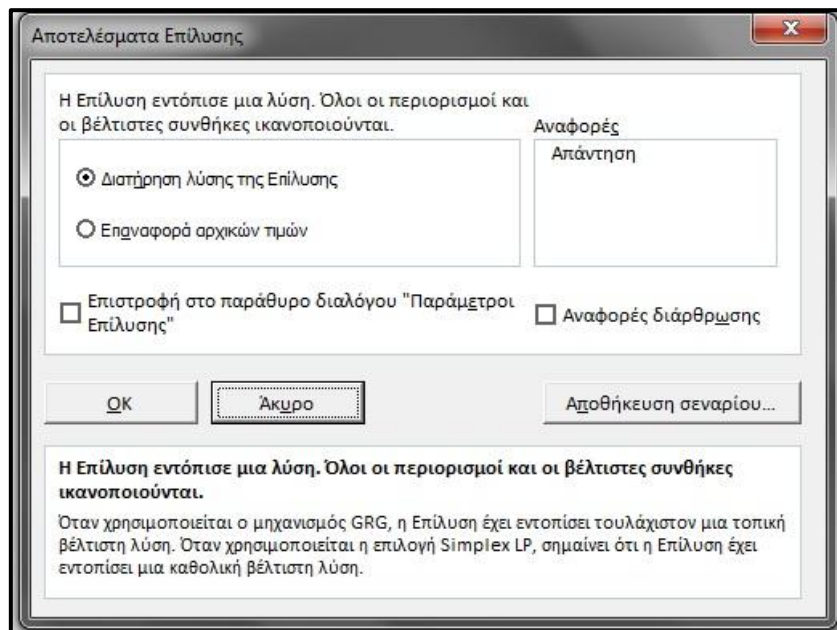 Αποτελέσματα Επίλυσης
Η Επίλυση εντόπισε μια λύση. Όλοι οι περιορισμοί και
οι βέλτιστες συνθήκες ικανοποιούνται.
Αναφορές
Διατήρηση λύσης της Επίλυσης
Επαναφορά αρχικών τιμών
Απάντηση
Επιστροφή στο παράθυρο διαλόγου "Παράμετροι
Επίλυσης"
Αναφορές διάρθρωσης
OK
Άκυρο
Αποθήκευση σεναρίου...
Η Επίλυση εντόπισε μια λύση. Όλοι οι περιορισμοί και οι βέλτιστες συνθήκες
ικανοποιούνται.
Όταν χρησιμοποιείται ο μηχανισμός GRG, η Επίλυση έχει εντοπίσει τουλάχιστον μια τοπική
βέλτιστη λύση. Όταν χρησιμοποιείται η επιλογή Simplex LP, σημαίνει ότι η Επίλυση έχει
εντοπίσει μια καθολική βέλτιστη λύση.